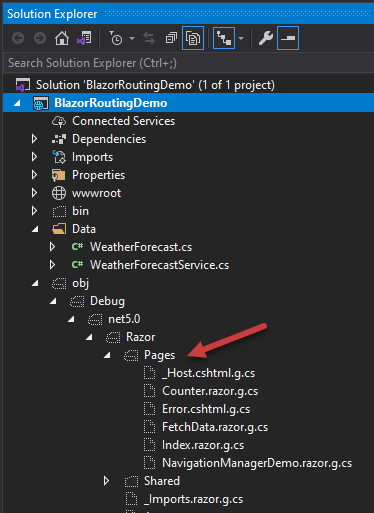 Solution Explorer
Search Solution Explorer (Ctrl+;)
Solution 'BlazorRoutingDemo' (1 of 1 project)
BlazorRoutingDemo
Connected Services
Dependencies
Imports
Properties
wwwroot
bin
Data
C# WeatherForecast.cs
C# WeatherForecastService.cs
obj
Debug
net5.0
Razor
Pages
_Host.cshtml.g.cs
Counter.razor.g.cs
Error.cshtml.g.cs
FetchData.razor.g.cs
Index.razor.g.cs
NavigationManagerDemo.razor.g.cs
Shared
_Imports.razor.g.cs